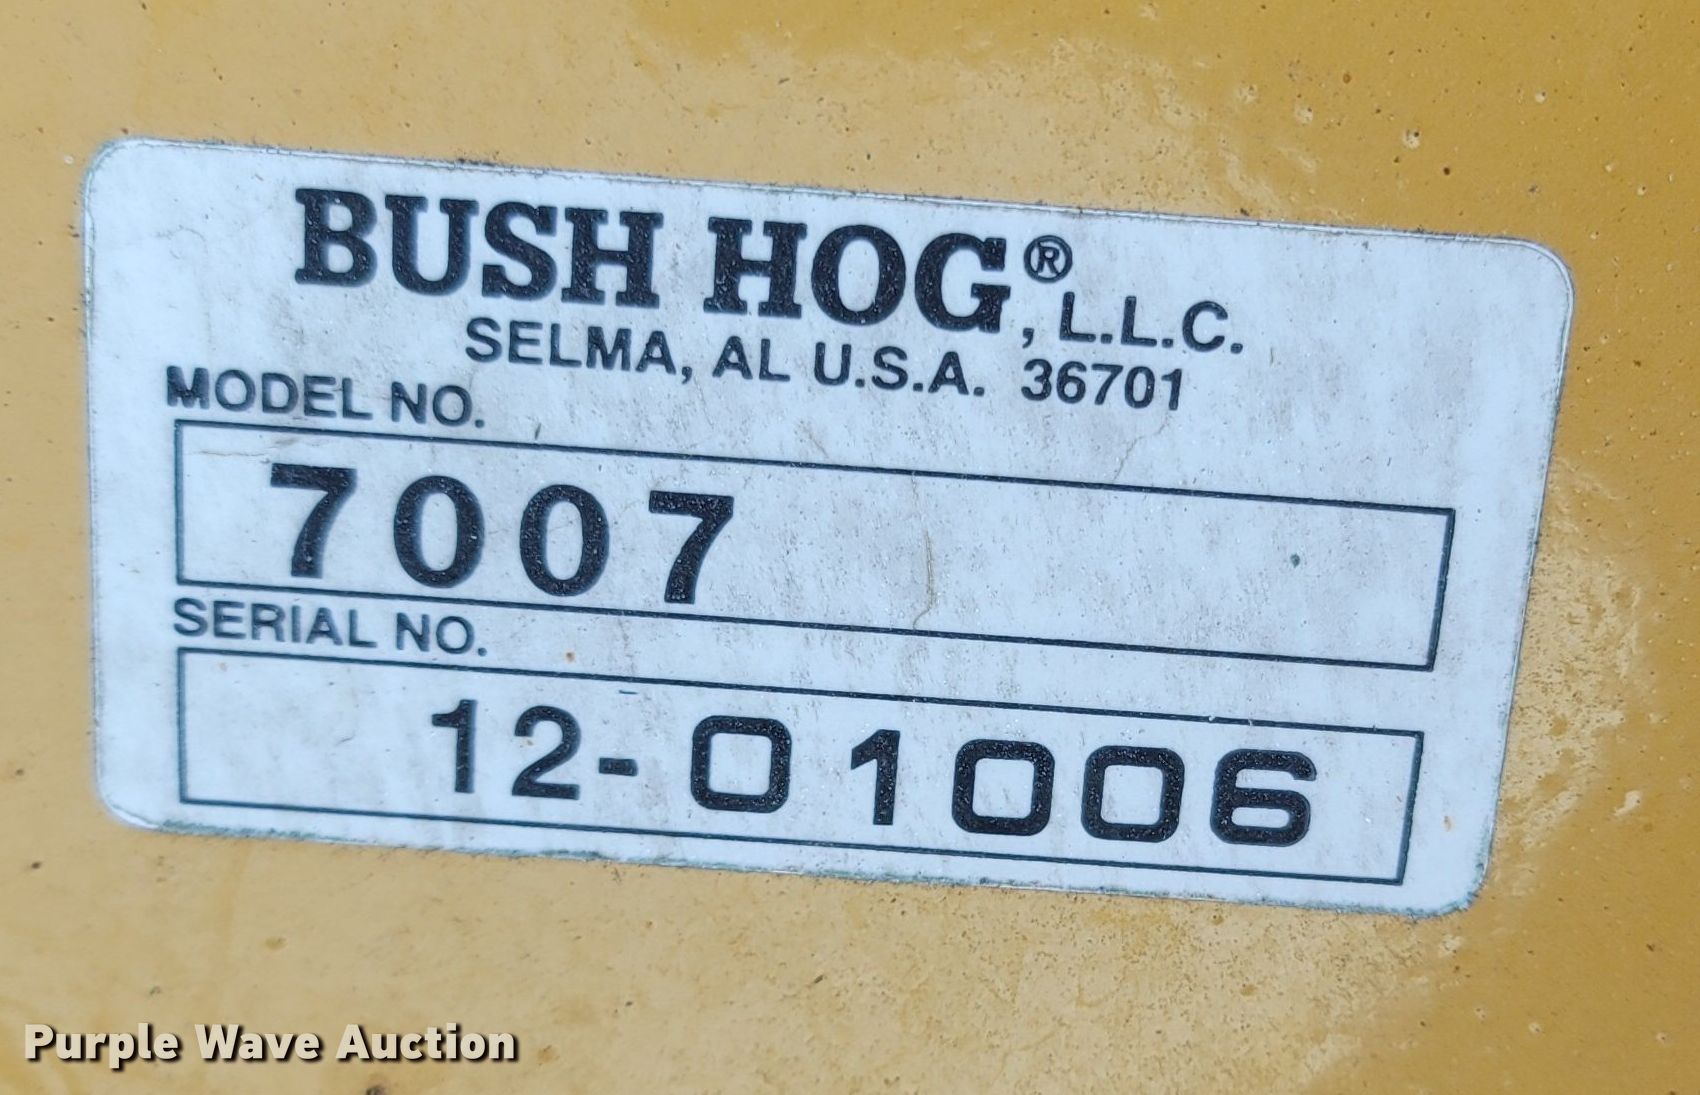 BUSH HOG®, L.L.C.
SELMA, AL U.S.A. 36701
MODEL NO.
7007
SERIAL NO.
12-01006
Purple Wave Auction